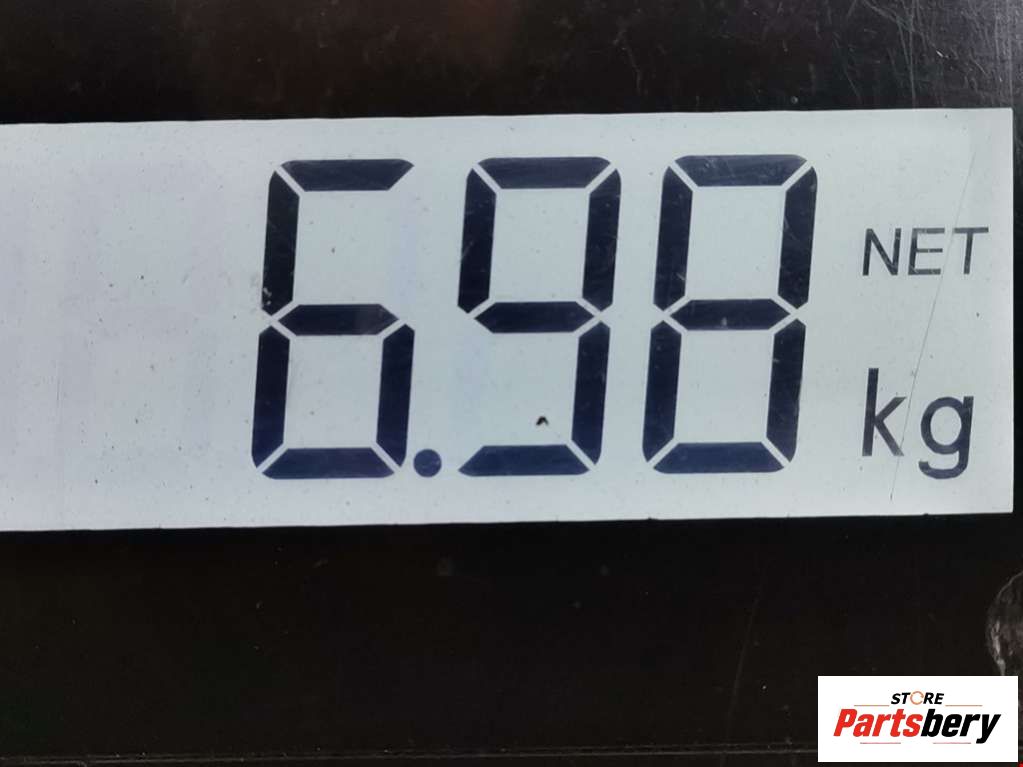 6.98
NET
kg
STORE
Partsbery